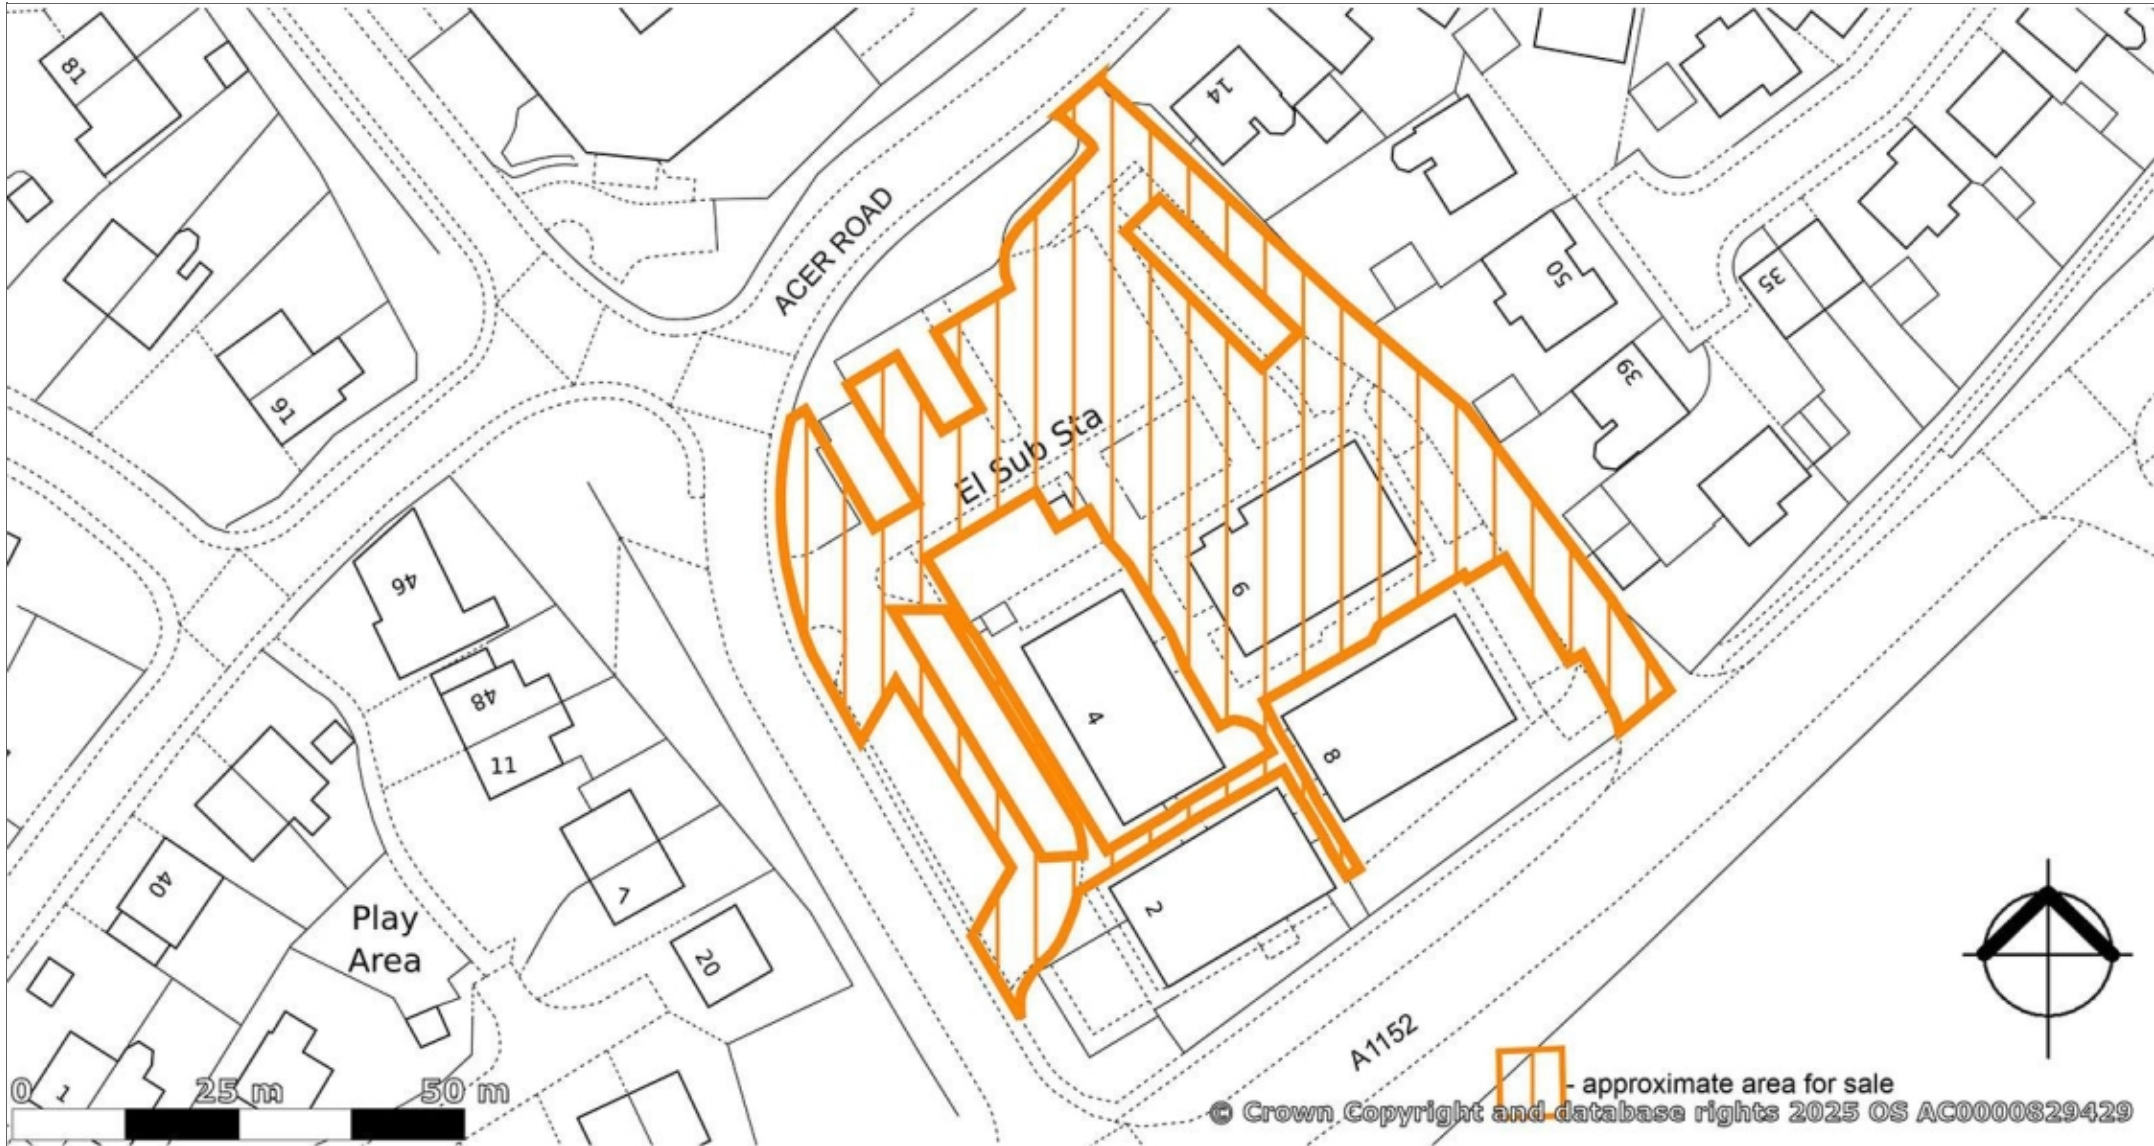 81
14
ACER ROAD
50
35
91
39
El Sub Sta
46
6
48
4
11
8
7
2
40
Play
Area
20
A1152
1
0 25 m 50 m
- approximate area for sale
© Crown Copyright and database rights 2025 OS AC0000829429